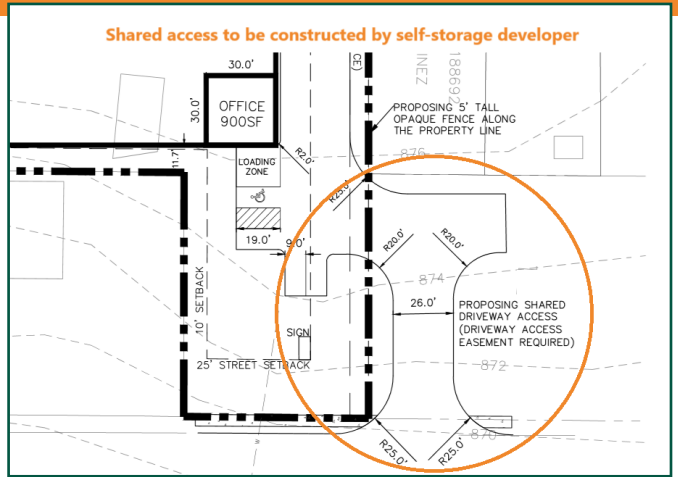 Shared access to be constructed by self-storage developer
30.0'
CE)
INEZ
188692
30.0'
OFFICE
900SF
PROPOSING 5' TALL
OPAQUE FENCE ALONG
THE PROPERTY LINE
11.7'
LOADING
ZONE
R2.0'
876
R25.0'
19.0'
9.0'
R20.0'
R20.0'
874
10' SETBACK
26.0'
PROPOSING SHARED
DRIVEWAY ACCESS
(DRIVEWAY ACCESS
EASEMENT REQUIRED)
SIGN
25' STREET SETBACK
872
870
R25.0'
R25.0'